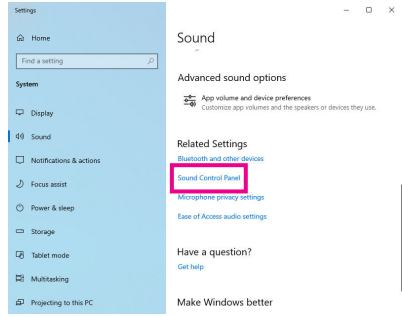 Settings
Home
Find a setting
System
Display
Sound
Notifications & actions
Focus assist
Power & sleep
Storage
Tablet mode
Multitasking
Projecting to this PC
Sound
Advanced sound options
App volume and device preferences
Customize app volumes and the speakers or devices they use.
Related Settings
Bluetooth and other devices
Sound Control Panel
Microphone privacy settings
Ease of Access audio settings
Have a question?
Get help
Make Windows better